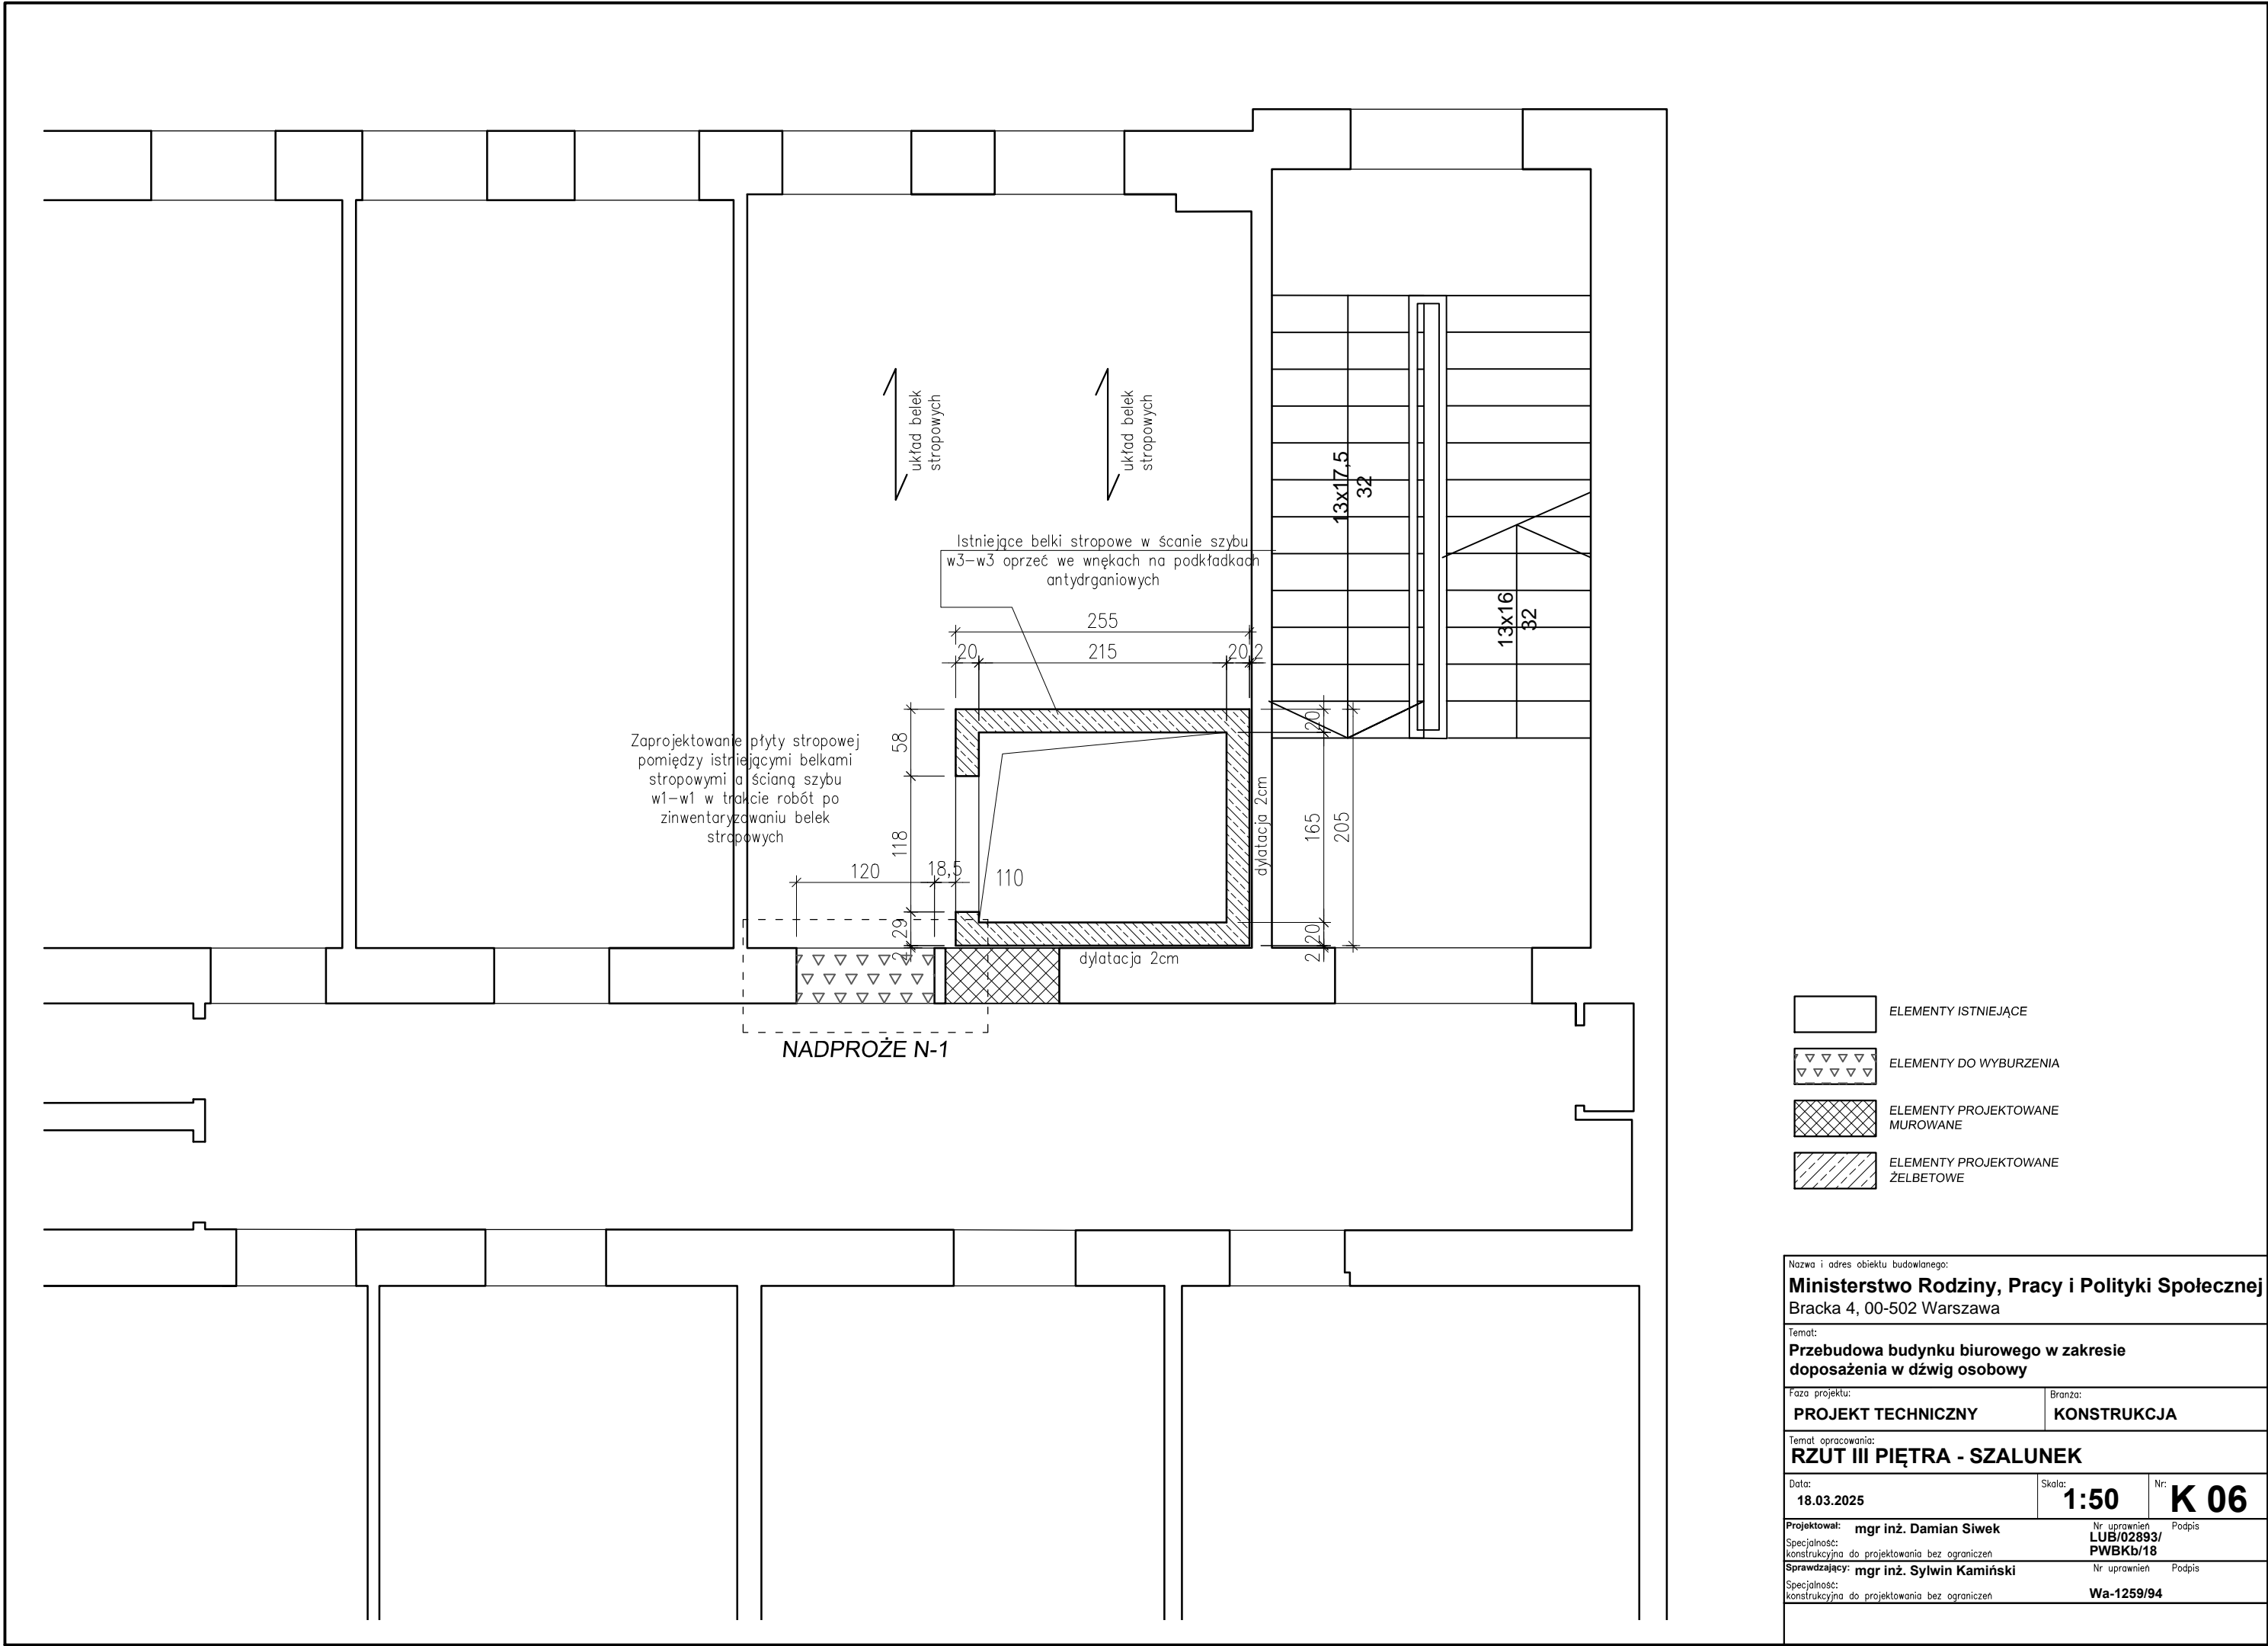 układ belek
stropowych
układ belek
stropowych
13x17,5
32
13x16
32
Istniejące belki stropowe w ścanie szybu
w3-w3 oprzeć we wnękach na podkładkach
antydrganiowych
255
20
215
20
2
Zaprojektowanie płyty stropowej
pomiędzy istniejącymi belkami
stropowymi a ścianą szybu
w1-w1 w trakcie robót po
zinwentaryzowaniu belek
stropowych
58
118
29
2
20
165
205
20
2
dylatacja 2cm
120
18,5
110
dylatacja 2cm
NADPROŻE N-1
ELEMENTY ISTNIEJĄCE
ELEMENTY DO WYBURZENIA
ELEMENTY PROJEKTOWANE
MUROWANE
ELEMENTY PROJEKTOWANE
ŻELBETOWE
Nazwa i adres obiektu budowlanego:
Ministerstwo Rodziny, Pracy i Polityki Społecznej
Bracka 4, 00-502 Warszawa
Temat:
Przebudowa budynku biurowego w zakresie
doposażenia w dźwig osobowy
Faza projektu:
PROJEKT TECHNICZNY
Branża:
KONSTRUKCJA
Temat opracowania:
RZUT III PIĘTRA - SZALUNEK
Data:
18.03.2025
Skala:
1:50
Nr:
K 06
Projektował: mgr inż. Damian Siwek
Nr uprawnień Podpis
LUB/02893/
PWBKb/18
Specjalność:
konstrukcyjna do projektowania bez ograniczeń
Sprawdzający: mgr inż. Sylwin Kamiński
Nr uprawnień Podpis
Specjalność:
konstrukcyjna do projektowania bez ograniczeń
Wa-1259/94